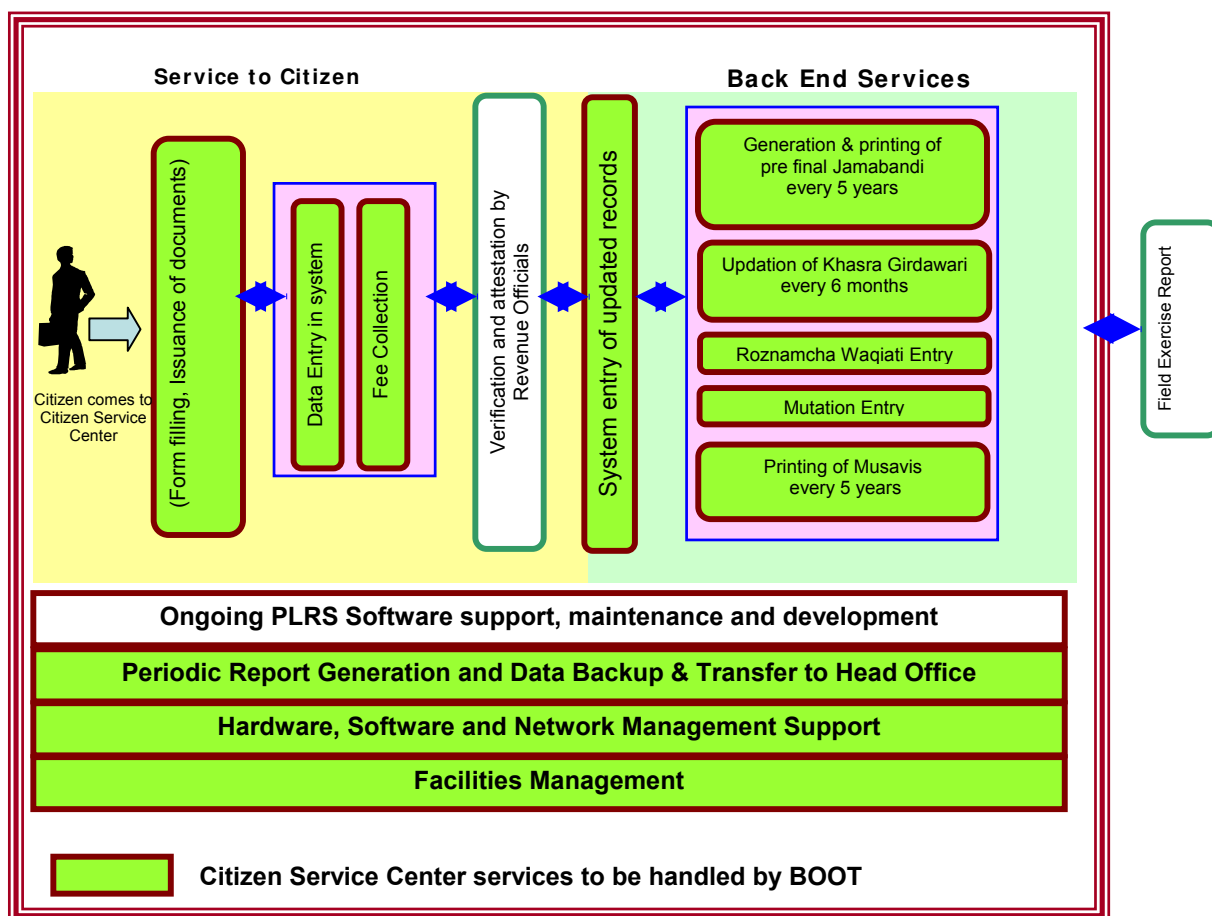 Service to Citizen
Back End Services
Citizen comes to
Citizen Service
Center
(Form filling, Issuance of documents)
Data Entry in system
Fee Collection
Verification and attestation by
Revenue Officials
System entry of updated records
Generation & printing of
pre final Jamabandi
every 5 years
Updation of Khasra Girdawari
every 6 months
Roznamcha Waqiati Entry
Mutation Entry
Printing of Musavis
every 5 years
Field Exercise Report
Ongoing PLRS Software support, maintenance and development
Periodic Report Generation and Data Backup & Transfer to Head Office
Hardware, Software and Network Management Support
Facilities Management
Citizen Service Center services to be handled by BOOT